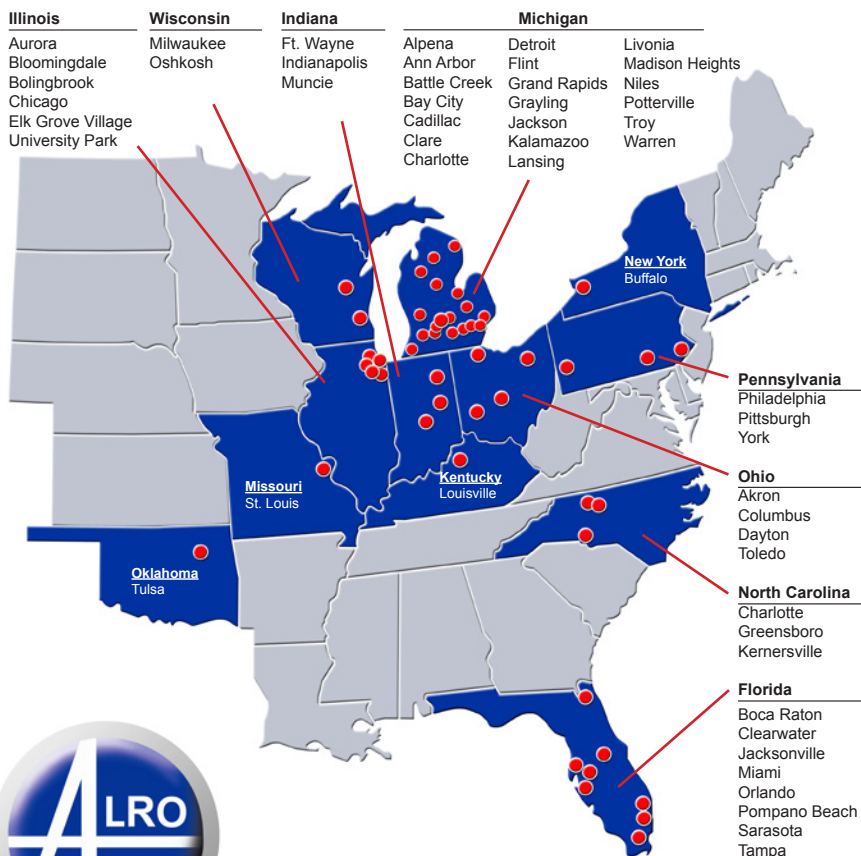 Illinois
Aurora
Bloomingdale
Bolingbrook
Chicago
Elk Grove Village
University Park
Wisconsin
Milwaukee
Oshkosh
Indiana
Ft. Wayne
Indianapolis
Muncie
Michigan
Alpena
Ann Arbor
Battle Creek
Bay City
Cadillac
Clare
Charlotte
Detroit
Flint
Grand Rapids
Grayling
Jackson
Kalamazoo
Lansing
Livonia
Madison Heights
Niles
Potterville
Troy
Warren
New York
Buffalo
Pennsylvania
Philadelphia
Pittsburgh
York
Ohio
Akron
Columbus
Dayton
Toledo
Missouri
St. Louis
Kentucky
Louisville
Oklahoma
Tulsa
North Carolina
Charlotte
Greensboro
Kernersville
Florida
Boca Raton
Clearwater
Jacksonville
Miami
Orlando
Pompano Beach
Sarasota
Tampa
ALRO